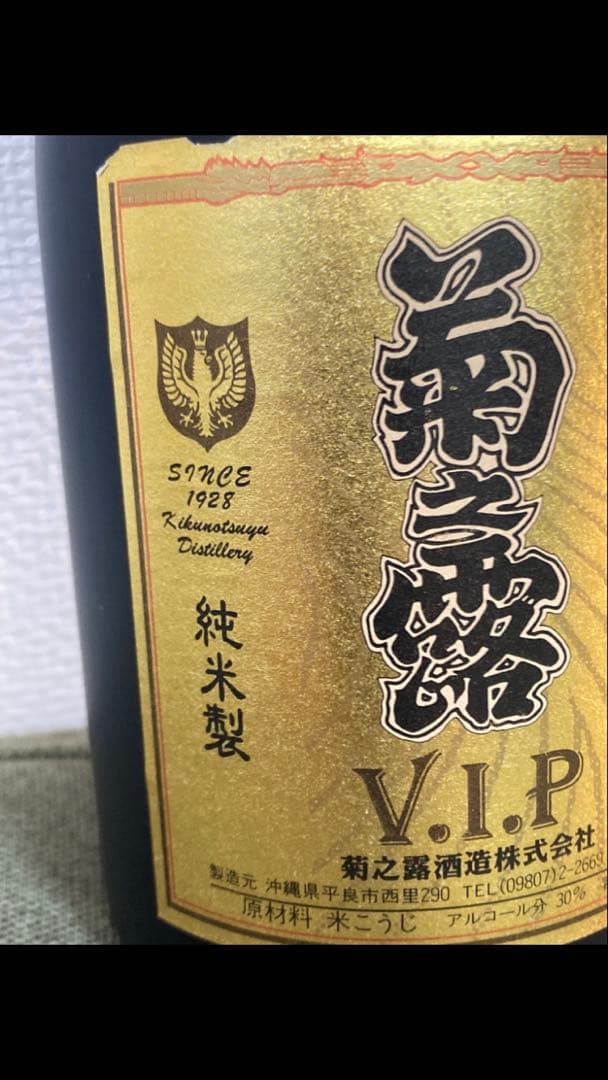 菊之露
V.I.P
SINCE
1928
Kikunotsuyu
Distillery
純米製
菊之露酒造株式会社
製造元 沖縄県平良市西里290 TEL(09807)2-2669
原材料 米こうじ アルコール分 30%